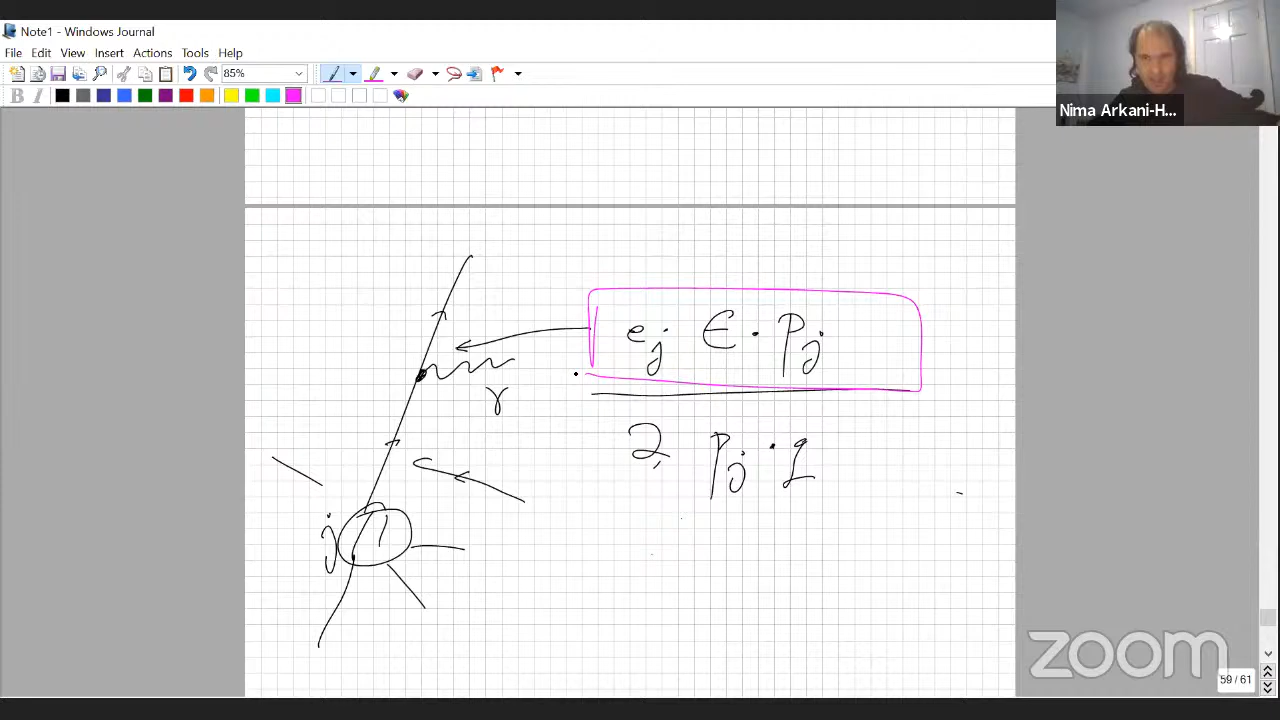 Note1 - Windows Journal
File Edit View Insert Actions Tools Help
85%
B I
Nima Arkani-H...
e_j ϵ · p_j
γ
2 p_j · q
j
zoom
59 / 61